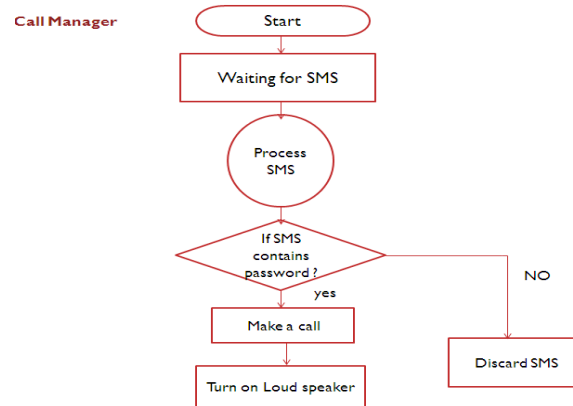 Call Manager
Start
Waiting for SMS
Process
SMS
If SMS
contains
password ?
yes
NO
Make a call
Discard SMS
Turn on Loud speaker